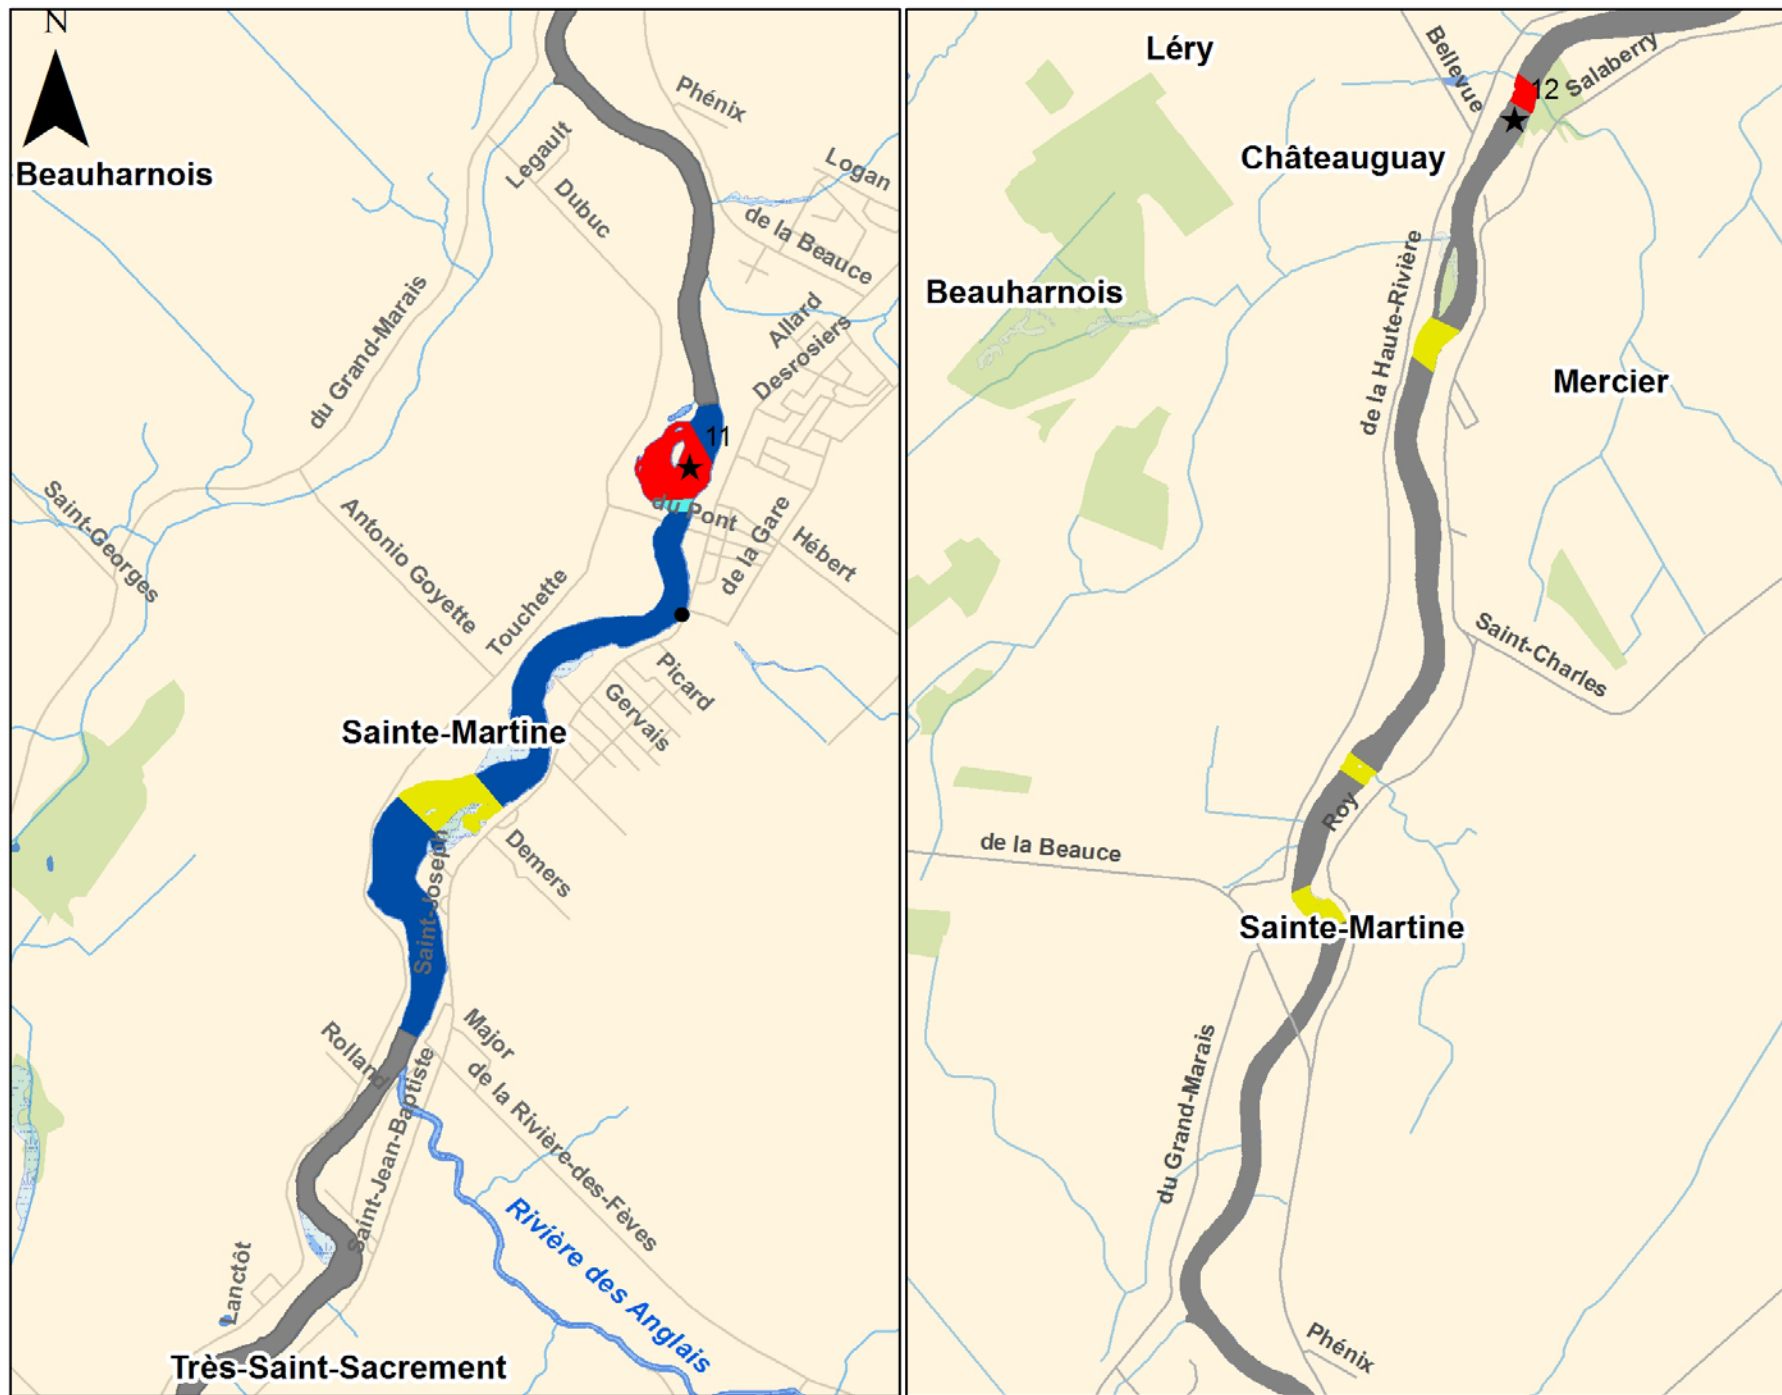 N
Phénix
Legault
Logan
Beauharnois
Dubuc
de la Beauce
du Grand-Marais
Allard
Desrosiers
11
Saint-Georges
Antonio Goyette
du Pont
de la Gare
Hébert
Touchette
Picard
Gervais
Sainte-Martine
Demers
Saint-Joseph
Major
Rolland
de la Rivière-des-Fèves
Saint-Jean-Baptiste
Rivière des Anglais
Lanctôt
Très-Saint-Sacrement
Léry
Bellevue
Salaberry
12
Châteauguay
Beauharnois
de la Haute-Rivière
Mercier
Saint-Charles
Roy
de la Beauce
Sainte-Martine
du Grand-Marais
Phénix